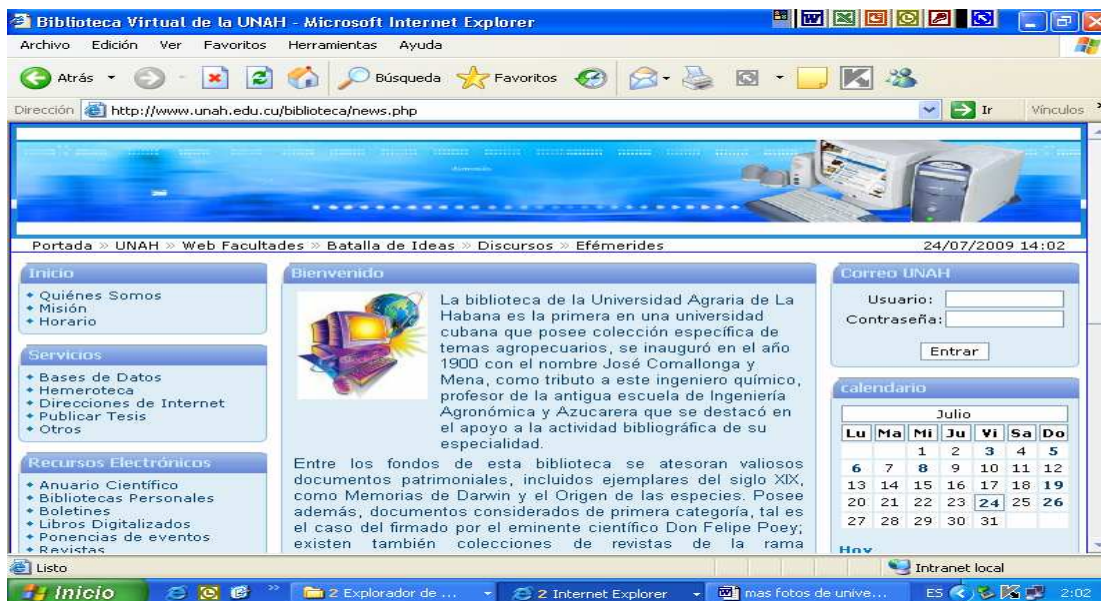 Biblioteca Virtual de la UNAH - Microsoft Internet Explorer
Archivo Edición Ver Favoritos Herramientas Ayuda
Atrás Búsqueda Favoritos
Dirección http://www.unah.edu.cu/biblioteca/news.php Ir Vínculos
Portada » UNAH » Web Facultades » Batalla de Ideas » Discursos » Efémerides 24/07/2009 14:02
Inicio
Quiénes Somos
Misión
Horario
Servicios
Bases de Datos
Hemeroteca
Direcciones de Internet
Publicar Tesis
Otros
Recursos Electrónicos
Anuario Científico
Bibliotecas Personales
Boletines
Libros Digitalizados
Ponencias de eventos
Revistas
Bienvenido
La biblioteca de la Universidad Agraria de La
Habana es la primera en una universidad
cubana que posee colección específica de
temas agropecuarios, se inauguró en el año
1900 con el nombre José Comallonga y
Mena, como tributo a este ingeniero químico,
profesor de la antigua escuela de Ingeniería
Agronómica y Azucarera que se destacó en
el apoyo a la actividad bibliográfica de su
especialidad.
Entre los fondos de esta biblioteca se atesoran valiosos
documentos patrimoniales, incluidos ejemplares del siglo XIX,
como Memorias de Darwin y el Origen de las especies. Posee
además, documentos considerados de primera categoría, tal es
el caso del firmado por el eminente científico Don Felipe Poey;
existen también colecciones de revistas de la rama
Correo UNAH
Usuario:
Contraseña:
Entrar
calendario
Julio
Lu Ma Mi Ju Vi Sa Do
1 2 3 4 5
6 7 8 9 10 11 12
13 14 15 16 17 18 19
20 21 22 23 24 25 26
27 28 29 30 31
Hoy
Listo Intranet local
Inicio 2 Explorador de ... 2 Internet Explorer mas fotos de unive... ES 2:02